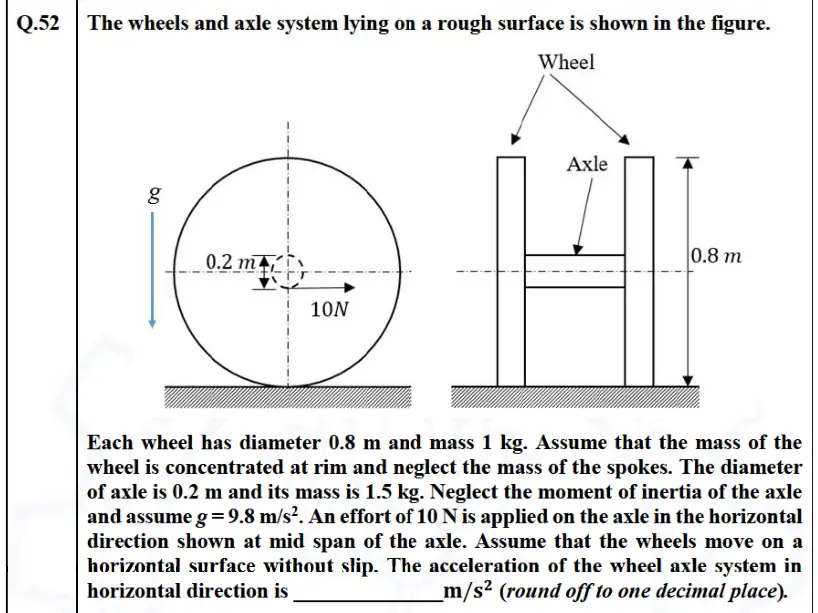 Q.52 The wheels and axle system lying on a rough surface is shown in the figure.
Wheel
Axle
g
0.2 m
0.8 m
10N
Each wheel has diameter 0.8 m and mass 1 kg. Assume that the mass of the
wheel is concentrated at rim and neglect the mass of the spokes. The diameter
of axle is 0.2 m and its mass is 1.5 kg. Neglect the moment of inertia of the axle
and assume g = 9.8 m/s². An effort of 10 N is applied on the axle in the horizontal
direction shown at mid span of the axle. Assume that the wheels move on a
horizontal surface without slip. The acceleration of the wheel axle system in
horizontal direction is ______________m/s² (round off to one decimal place).